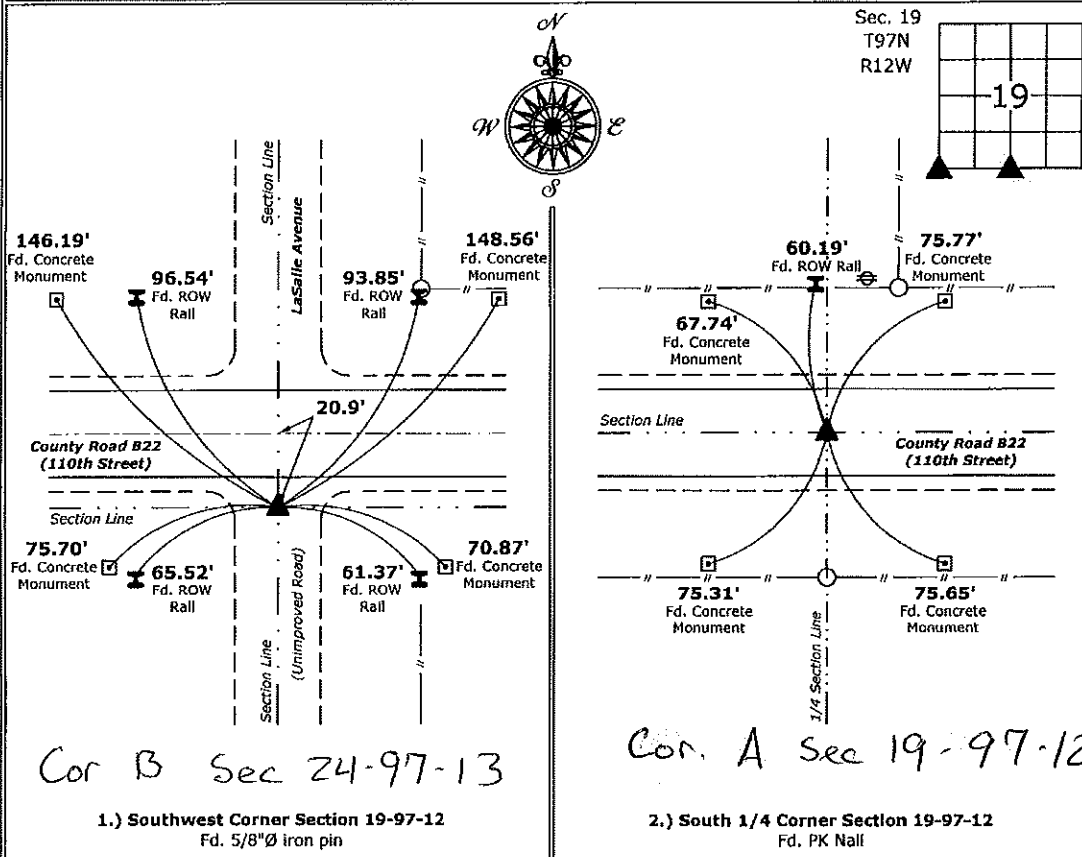 N
W
E
S
Sec. 19
T97N
R12W
19
Section Line
LaSalle Avenue
146.19'
Fd. Concrete
Monument
96.54'
Fd. ROW
Rail
93.85'
Fd. ROW
Rail
148.56'
Fd. Concrete
Monument
20.9'
County Road B22
(110th Street)
Section Line
75.70'
Fd. Concrete
Monument
65.52'
Fd. ROW
Rail
61.37'
Fd. ROW
Rail
70.87'
Fd. Concrete
Monument
Section Line
(Unimproved Road)
Cor B Sec 24-97-13
1.) Southwest Corner Section 19-97-12
Fd. 5/8"Ø iron pin
60.19'
Fd. ROW Rail
75.77'
Fd. Concrete
Monument
67.74'
Fd. Concrete
Monument
Section Line
County Road B22
(110th Street)
75.31'
Fd. Concrete
Monument
75.65'
Fd. Concrete
Monument
1/4 Section Line
Cor. A Sec 19-97-12
2.) South 1/4 Corner Section 19-97-12
Fd. PK Nail